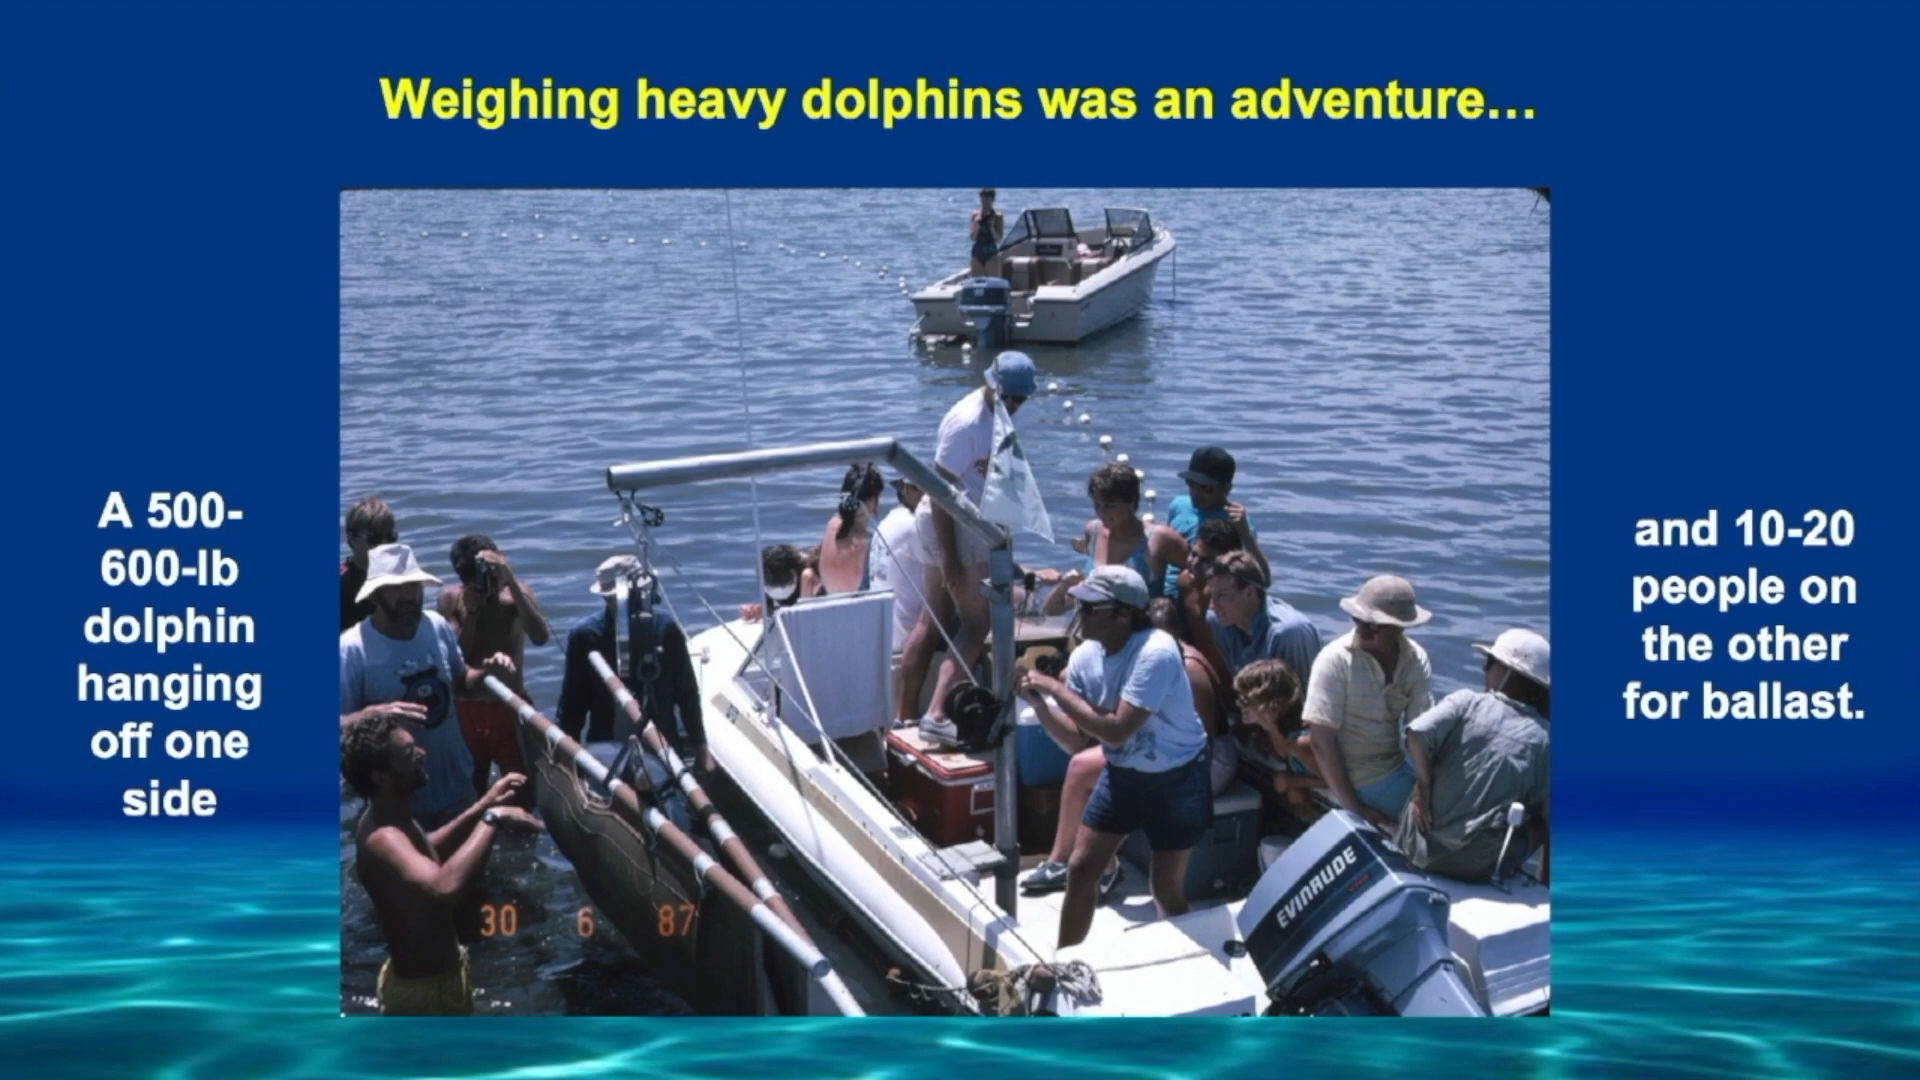 Weighing heavy dolphins was an adventure...
A 500-
600-lb
dolphin
hanging
off one
side
and 10-20
people on
the other
for ballast.
EVINRUDE
30 6 87